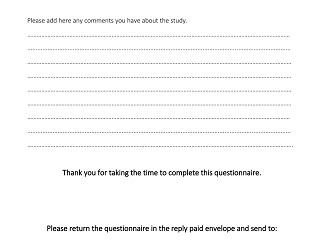 Please add here any comments you have about the study.
Thank you for taking the time to complete this questionnaire.
Please return the questionnaire in the reply paid envelope and send to: